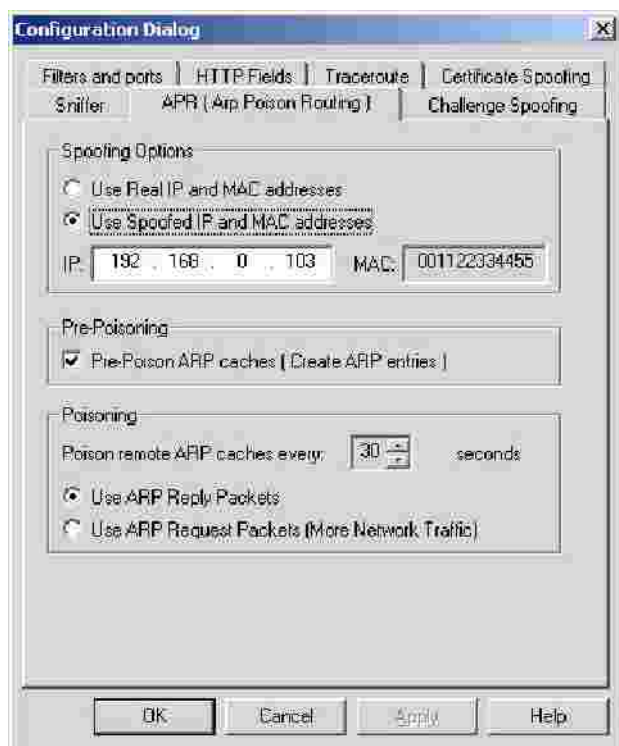 Configuration Dialog
Filters and ports HTTP Fields Traceroute Certificate Spoofing
Sniffer APR ( Arp Poison Routing ) Challenge Spoofing
Spoofing Options
Use Real IP and MAC addresses
Use Spoofed IP and MAC addresses
IP: 192 . 168 . 0 . 103 MAC: 001122334455
Pre-Poisoning
Pre-Poison ARP caches ( Create ARP entries )
Poisoning
Poison remote ARP caches every: 30 seconds
Use ARP Reply Packets
Use ARP Request Packets (More Network Traffic)
OK Cancel Apply Help